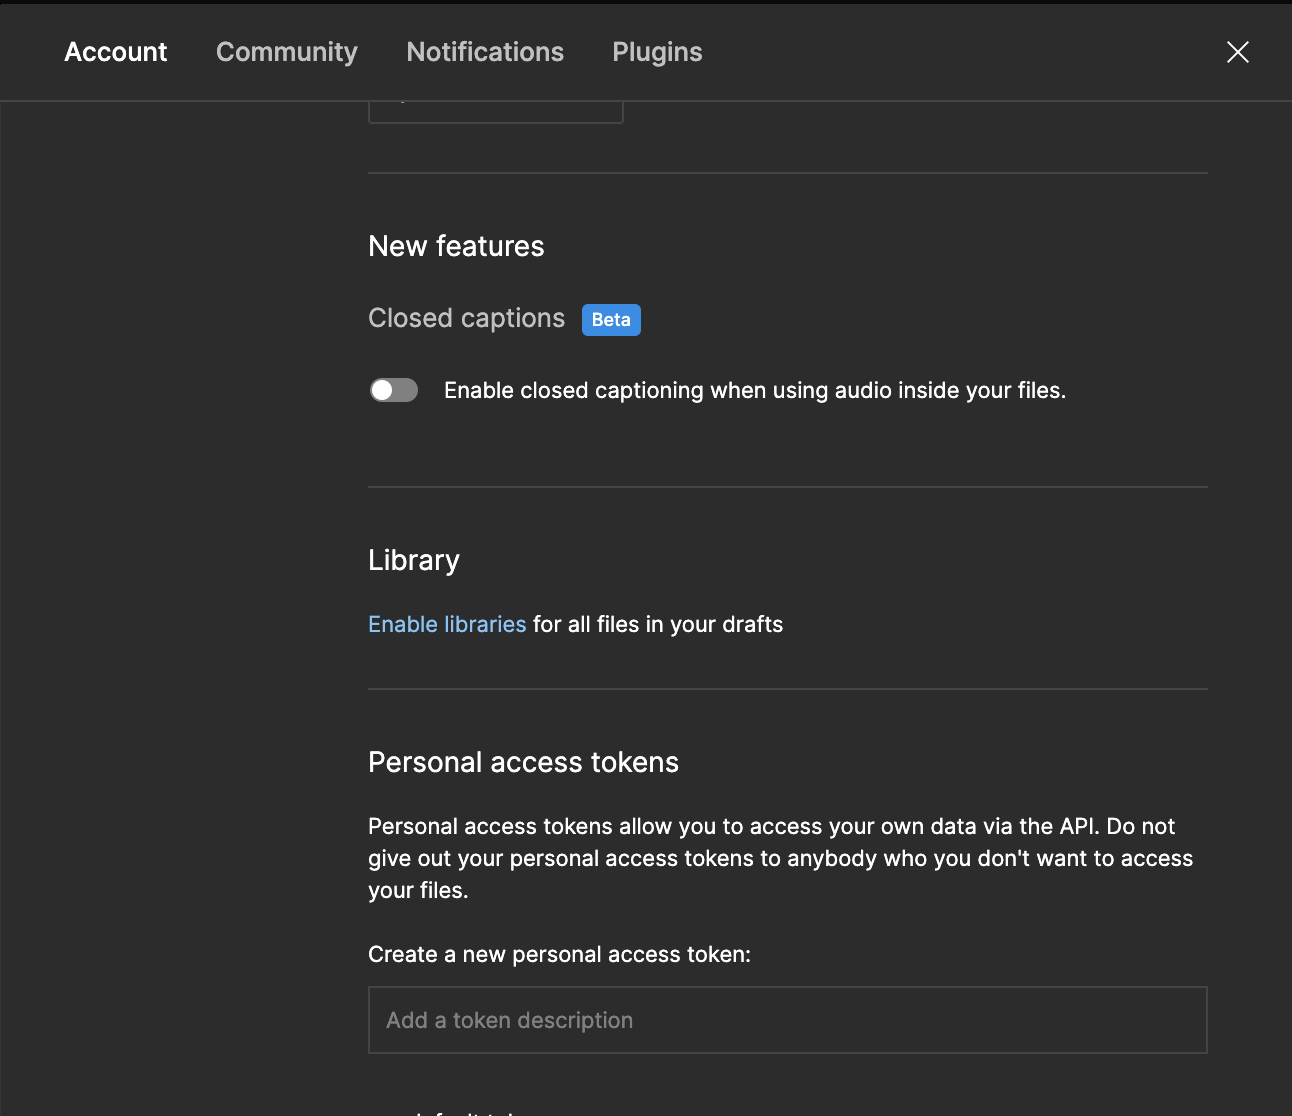 Account Community Notifications Plugins
New features
Closed captions Beta
Enable closed captioning when using audio inside your files.
Library
Enable libraries for all files in your drafts
Personal access tokens
Personal access tokens allow you to access your own data via the API. Do not
give out your personal access tokens to anybody who you don't want to access
your files.
Create a new personal access token:
Add a token description